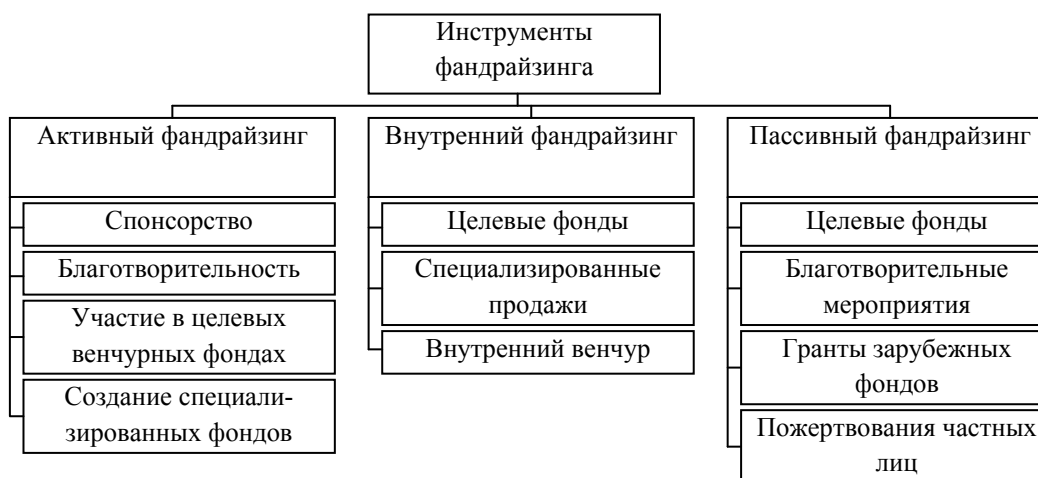 Инструменты
фандрайзинга
Активный фандрайзинг
Спонсорство
Благотворительность
Участие в целевых
венчурных фондах
Создание специали-
зированных фондов
Внутренний фандрайзинг
Целевые фонды
Специализированные
продажи
Внутренний венчур
Пассивный фандрайзинг
Целевые фонды
Благотворительные
мероприятия
Гранты зарубежных
фондов
Пожертвования частных
лиц